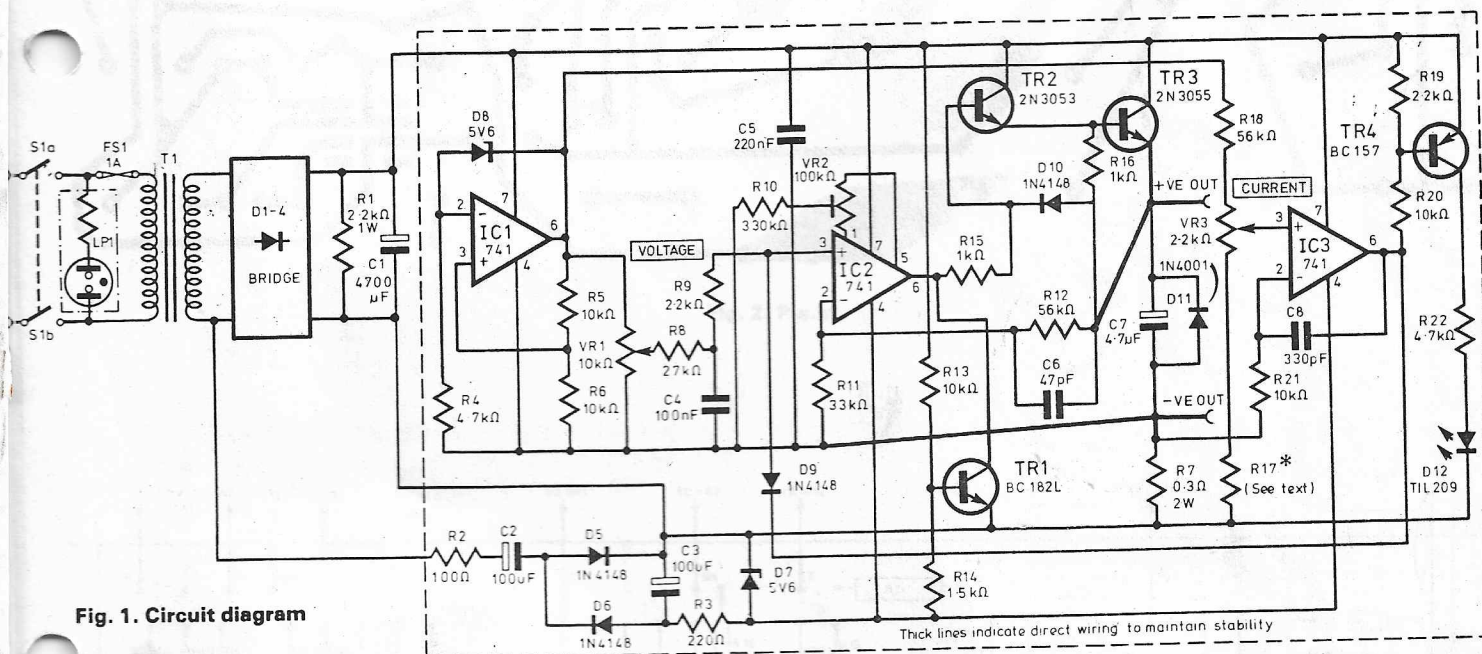 S1a
FS1
1A
T1
LP1
S1b
D1-4
BRIDGE
R1
2·2kΩ
1W
C1
4700
µF
D8
5V6
2
-
3
+
IC1
741
7
6
4
R4
4·7kΩ
R5
10kΩ
R6
10kΩ
VR1
10kΩ
VOLTAGE
R8
27kΩ
R9
2·2kΩ
C4
100nF
C5
220nF
VR2
100kΩ
R10
330kΩ
1
3
+
IC2
741
2
-
7
5
6
4
R11
33kΩ
D9
1N4148
R15
1kΩ
R12
56kΩ
C6
47pF
R13
10kΩ
TR1
BC182L
R14
1·5kΩ
TR2
2N3053
D10
1N4148
R16
1kΩ
TR3
2N3055
+VE OUT
C7
4·7µF
1N4001
D11
-VE OUT
R7
0·3Ω
2W
R17*
(See text)
R18
56kΩ
CURRENT
VR3
2·2kΩ
3
+
IC3
741
2
-
7
6
4
C8
330pF
R21
10kΩ
TR4
BC157
R19
2·2kΩ
R20
10kΩ
R22
4·7kΩ
D12
TIL209
R2
100Ω
C2
100uF
D5
1N4148
D6
1N4148
C3
100uF
R3
220Ω
D7
5V6
Fig. 1. Circuit diagram
Thick lines indicate direct wiring to maintain stability